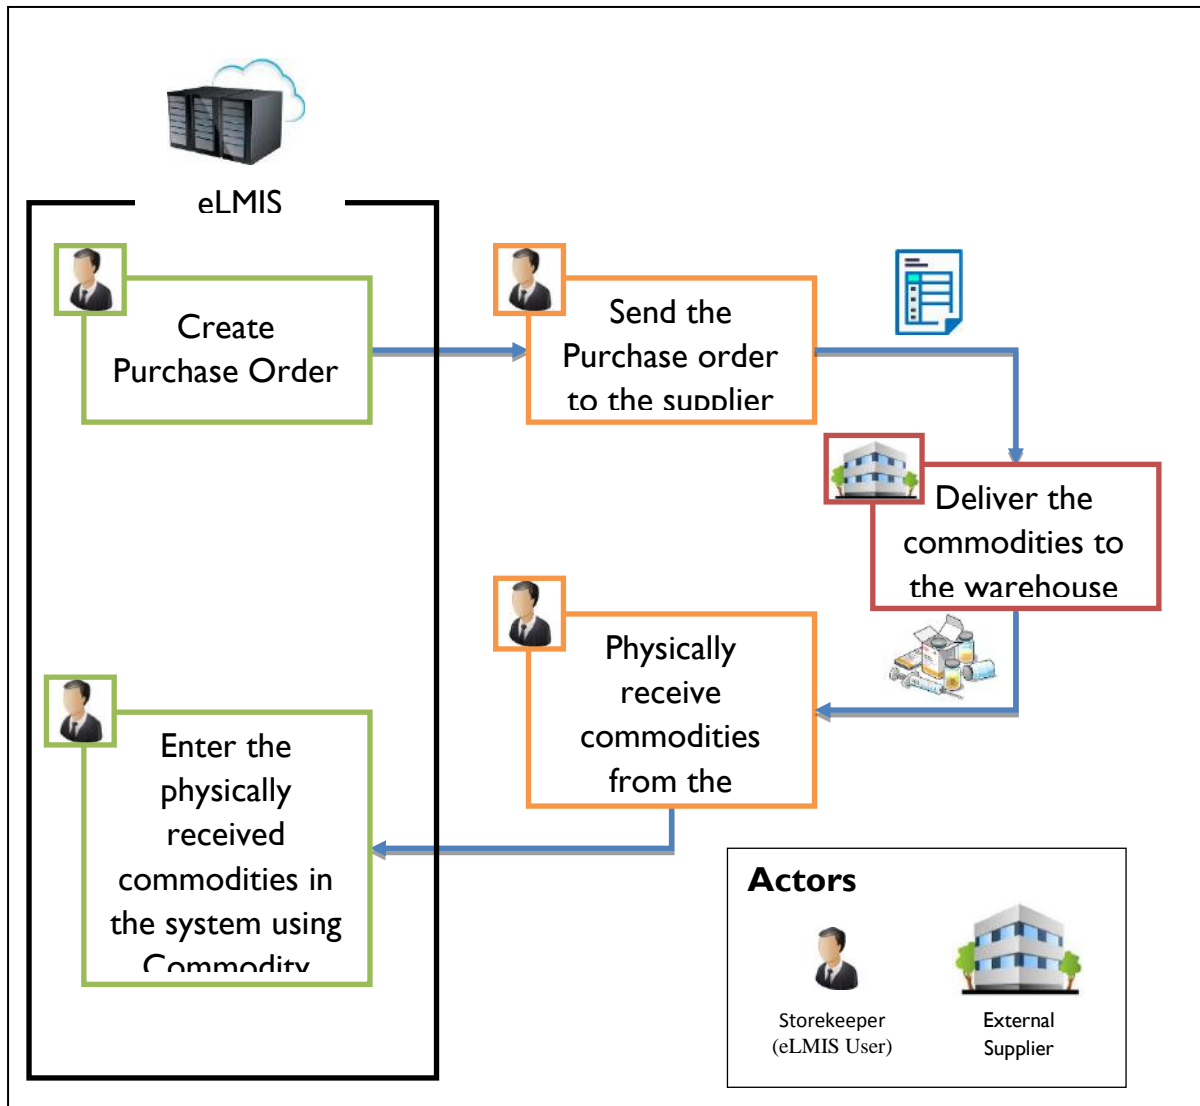 eLMIS
Create
Purchase Order
Send the
Purchase order
to the supplier
Deliver the
commodities to
the warehouse
Physically
receive
commodities
from the
Enter the
physically
received
commodities in
the system using
Commodity
Actors
Storekeeper
(eLMIS User)
External
Supplier